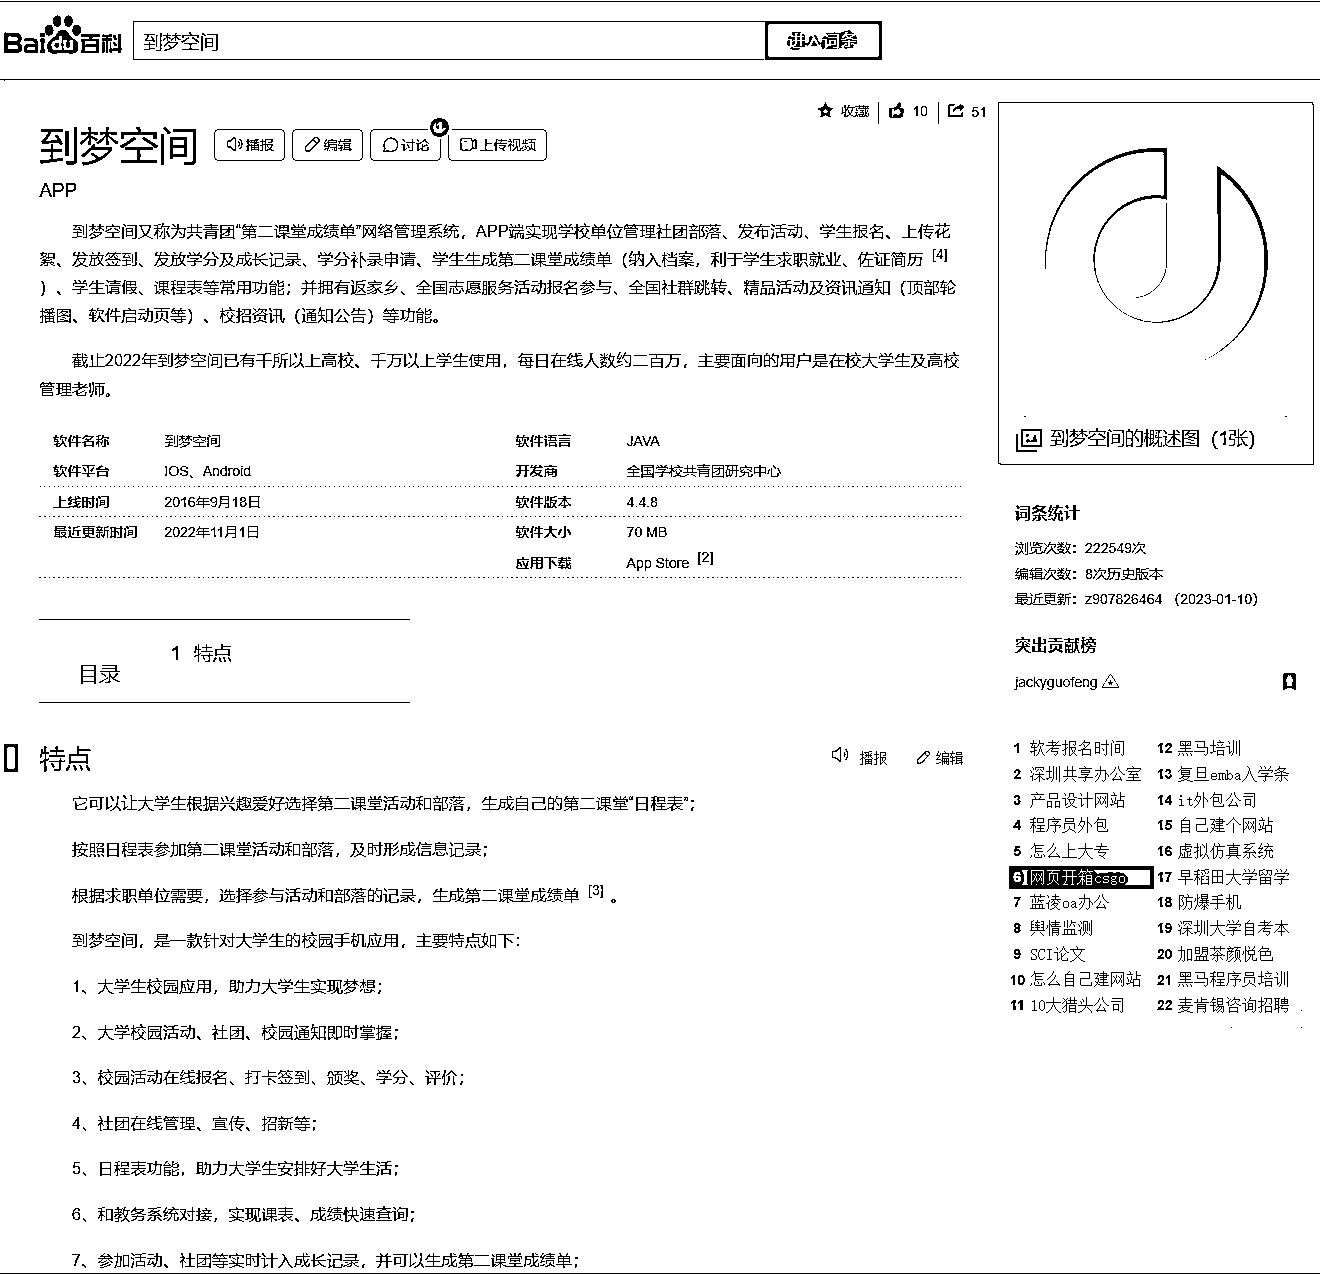 Baidu百科
到梦空间
进入词条
收藏
10
51
到梦空间
播报
编辑
讨论
上传视频
APP
到梦空间又称为共青团“第二课堂成绩单”网络管理系统，APP端实现学校单位管理社团部落、发布活动、学生报名、上传花
絮、发放签到、发放学分及成长记录、学分补录申请、学生生成第二课堂成绩单（纳入档案，利于学生求职就业、佐证简历 [4]
）、学生请假、课程表等常用功能；并拥有返家乡、全国志愿服务活动报名参与、全国社群跳转、精品活动及资讯通知（顶部轮
播图、软件启动页等）、校招资讯（通知公告）等功能。
截止2022年到梦空间已有千所以上高校、千万以上学生使用，每日在线人数约二百万，主要面向的用户是在校大学生及高校
管理老师。
软件名称 到梦空间 软件语言 JAVA
软件平台 IOS、Android 开发商 全国学校共青团研究中心
上线时间 2016年9月18日 软件版本 4.4.8
最近更新时间 2022年11月1日 软件大小 70 MB
应用下载 App Store [2]
目录
1 特点
特点
播报
编辑
它可以让大学生根据兴趣爱好选择第二课堂活动和部落，生成自己的第二课堂“日程表”；
按照日程表参加第二课堂活动和部落，及时形成信息记录；
根据求职单位需要，选择参与活动和部落的记录，生成第二课堂成绩单 [3] 。
到梦空间，是一款针对大学生的校园手机应用，主要特点如下：
1、大学生校园应用，助力大学生实现梦想；
2、大学校园活动、社团、校园通知即时掌握；
3、校园活动在线报名、打卡签到、颁奖、学分、评价；
4、社团在线管理、宣传、招新等；
5、日程表功能，助力大学生安排好大学生活；
6、和教务系统对接，实现课表、成绩快速查询；
7、参加活动、社团等实时计入成长记录，并可以生成第二课堂成绩单；
到梦空间的概述图（1张）
词条统计
浏览次数：222549次
编辑次数：8次历史版本
最近更新：z907826464 （2023-01-10）
突出贡献榜
jackyguofeng
1 软考报名时间 12 黑马培训
2 深圳共享办公室 13 复旦emba入学条
3 产品设计网站 14 it外包公司
4 程序员外包 15 自己建个网站
5 怎么上大专 16 虚拟仿真系统
6 网页开箱csgo 17 早稻田大学留学
7 蓝凌oa办公 18 防爆手机
8 舆情监测 19 深圳大学自考本
9 SCI论文 20 加盟茶颜悦色
10 怎么自己建网站 21 黑马程序员培训
11 10大猎头公司 22 麦肯锡咨询招聘